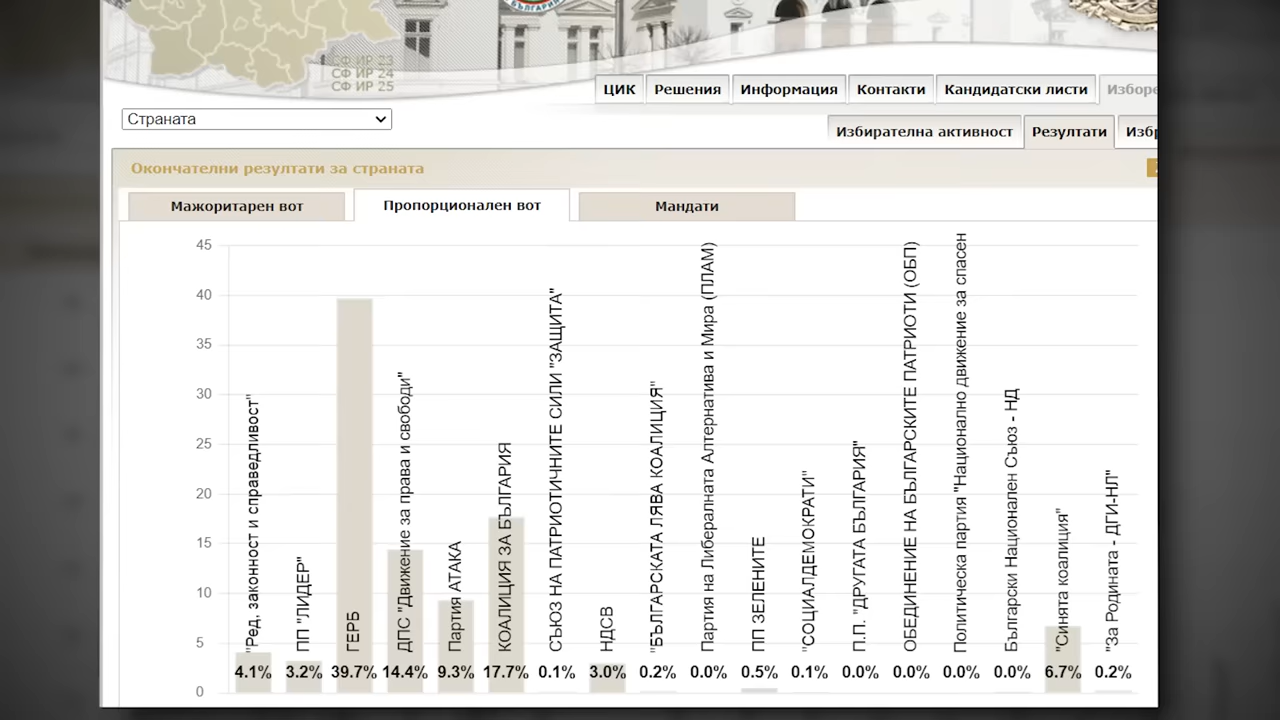 БЪЛГАРИЯ
СФ ИР 23
СФ ИР 24
СФ ИР 25
ЦИК
Решения
Информация
Контакти
Кандидатски листи
Изборе
Страната
Избирателна активност
Резултати
Изб
Окончателни резултати за страната
Мажоритарен вот
Пропорционален вот
Мандати
45
40
35
30
25
20
15
10
5
0
"Ред, законност и справедливост"
ПП "ЛИДЕР"
ГЕРБ
ДПС "Движение за права и свободи"
Партия АТАКА
КОАЛИЦИЯ ЗА БЪЛГАРИЯ
СЪЮЗ НА ПАТРИОТИЧНИТЕ СИЛИ "ЗАЩИТА"
НДСВ
"БЪЛГАРСКАТА ЛЯВА КОАЛИЦИЯ"
Партия на Либералната Алтернатива и Мира (ПЛАМ)
ПП ЗЕЛЕНИТЕ
"СОЦИАЛДЕМОКРАТИ"
П.П. "ДРУГАТА БЪЛГАРИЯ"
ОБЕДИНЕНИЕ НА БЪЛГАРСКИТЕ ПАТРИОТИ (ОБП)
Политическа партия "Национално движение за спасен
Български Национален Съюз - НД
"Синята коалиция"
"За Родината - ДГИ-НЛ"
4.1% 3.2% 39.7% 14.4% 9.3% 17.7% 0.1% 3.0% 0.2% 0.0% 0.5% 0.1% 0.0% 0.0% 0.0% 0.0% 6.7% 0.2%